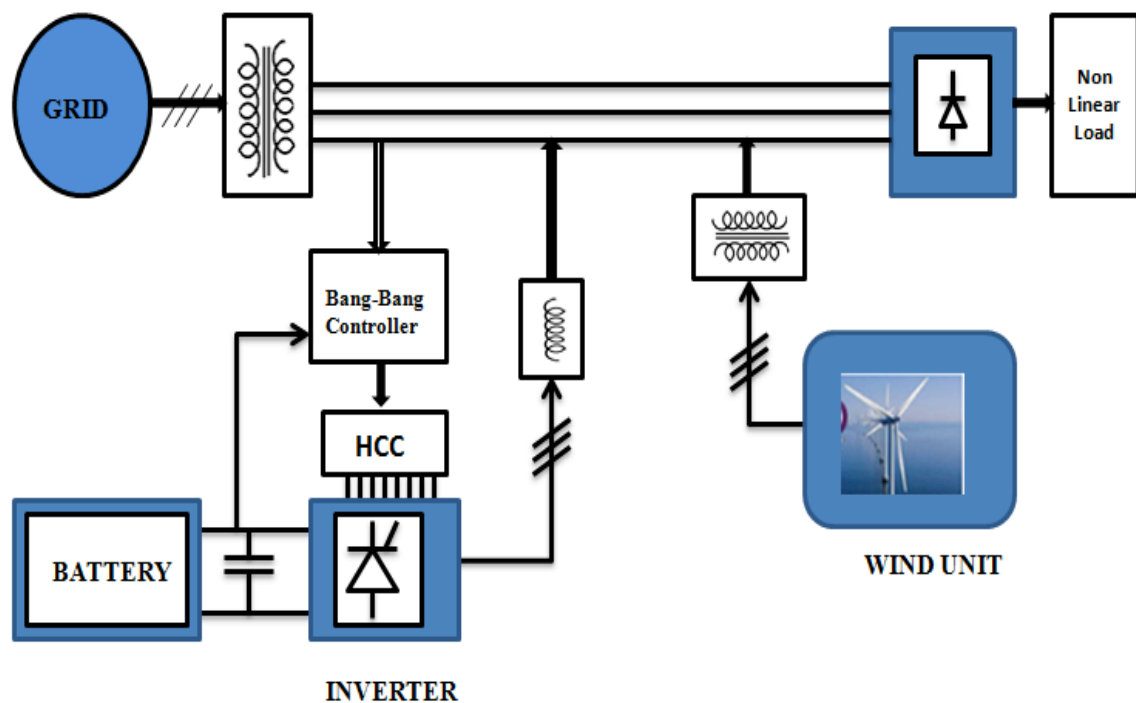 GRID
Non
Linear
Load
Bang-Bang
Controller
HCC
BATTERY
WIND UNIT
INVERTER